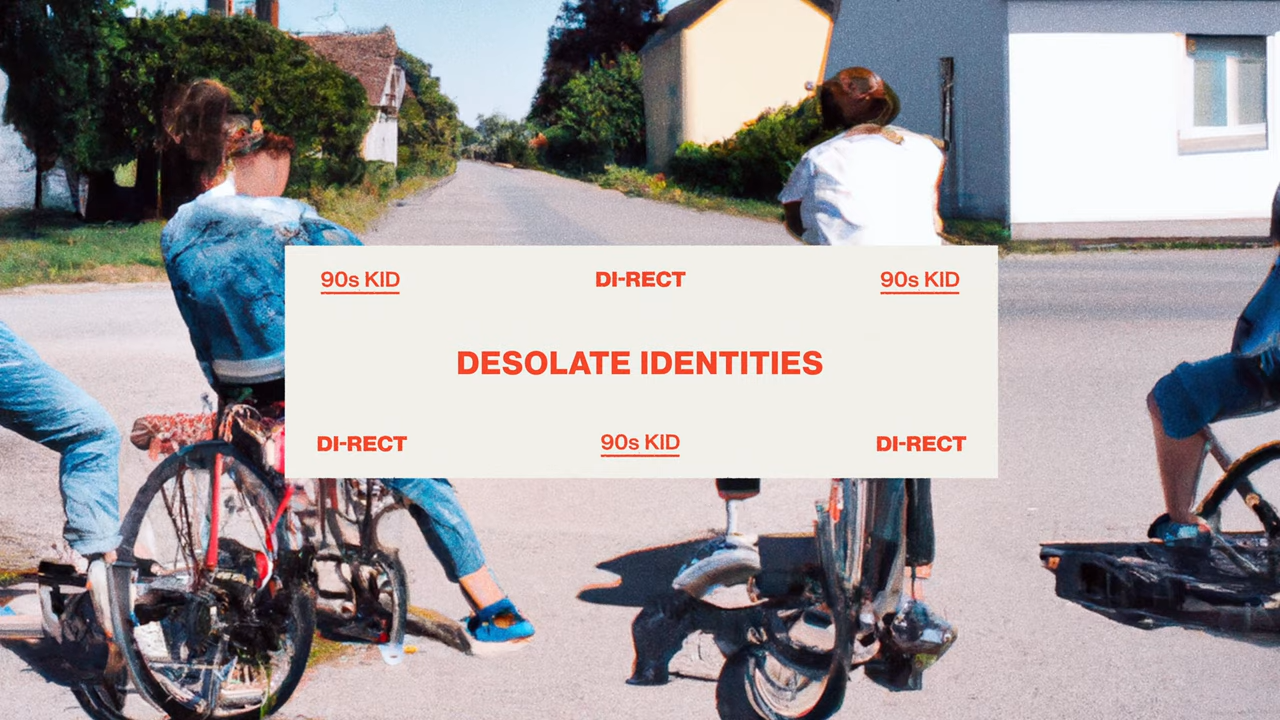 90s KID DI-RECT 90s KID
DESOLATE IDENTITIES
DI-RECT 90s KID DI-RECT